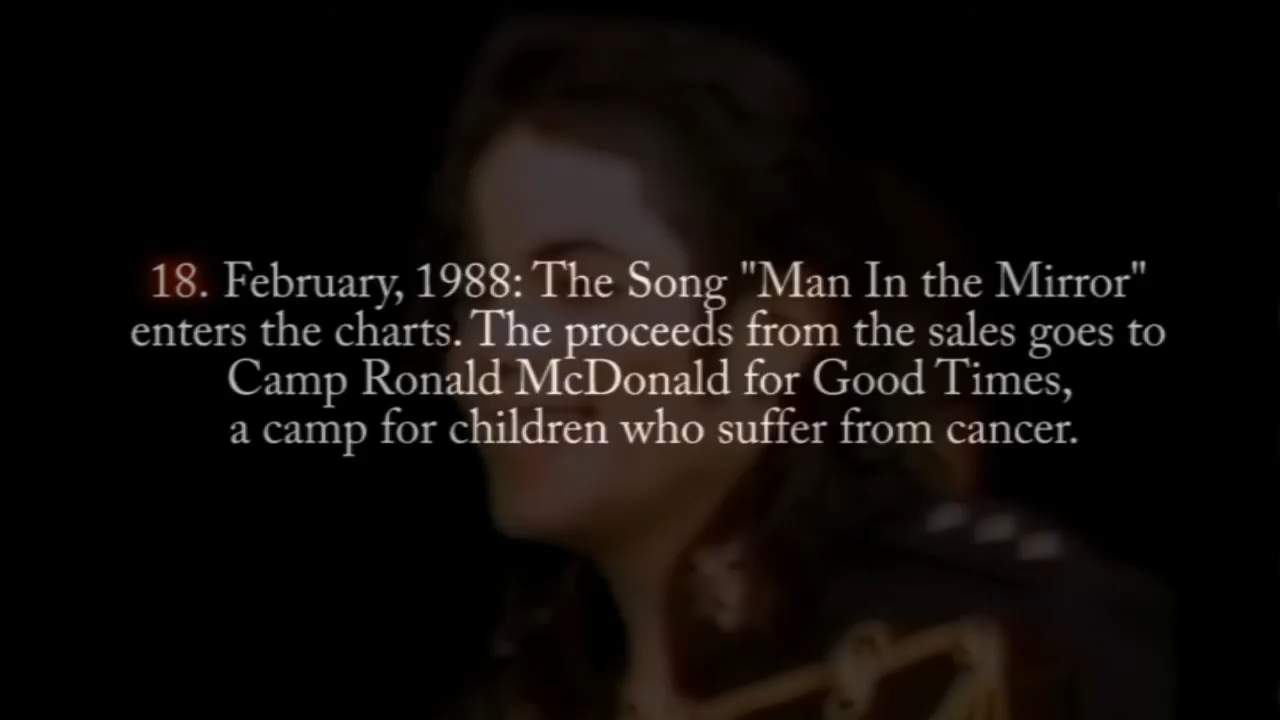 18. February, 1988: The Song "Man In the Mirror"
enters the charts. The proceeds from the sales goes to
Camp Ronald McDonald for Good Times,
a camp for children who suffer from cancer.